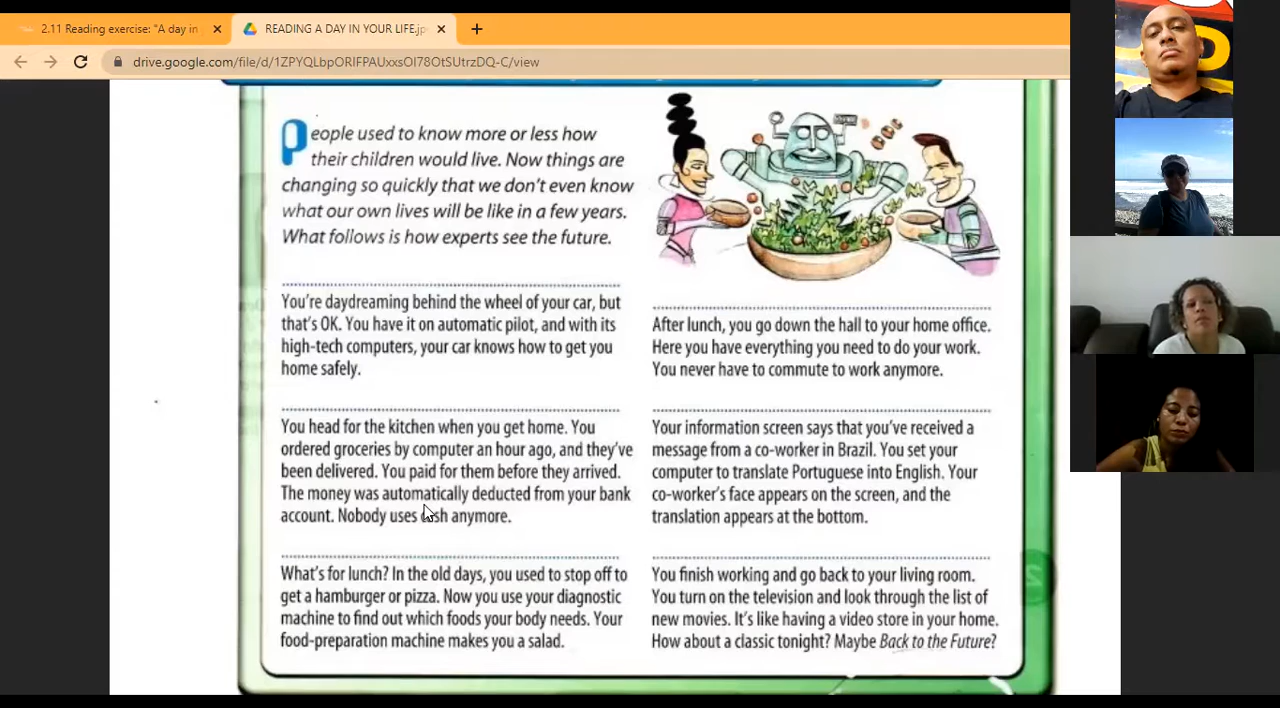 2.11 Reading exercise: "A day in
READING A DAY IN YOUR LIFE.jp
drive.google.com/file/d/1ZPYQLbpORIFPAUxxsOI78OtSUtrzDQ-C/view
People used to know more or less how
their children would live. Now things are
changing so quickly that we don't even know
what our own lives will be like in a few years.
What follows is how experts see the future.
You're daydreaming behind the wheel of your car, but
that's OK. You have it on automatic pilot, and with its
high-tech computers, your car knows how to get you
home safely.
You head for the kitchen when you get home. You
ordered groceries by computer an hour ago, and they've
been delivered. You paid for them before they arrived.
The money was automatically deducted from your bank
account. Nobody uses cash anymore.
What's for lunch? In the old days, you used to stop off to
get a hamburger or pizza. Now you use your diagnostic
machine to find out which foods your body needs. Your
food-preparation machine makes you a salad.
After lunch, you go down the hall to your home office.
Here you have everything you need to do your work.
You never have to commute to work anymore.
Your information screen says that you've received a
message from a co-worker in Brazil. You set your
computer to translate Portuguese into English. Your
co-worker's face appears on the screen, and the
translation appears at the bottom.
You finish working and go back to your living room.
You turn on the television and look through the list of
new movies. It's like having a video store in your home.
How about a classic tonight? Maybe Back to the Future?
2